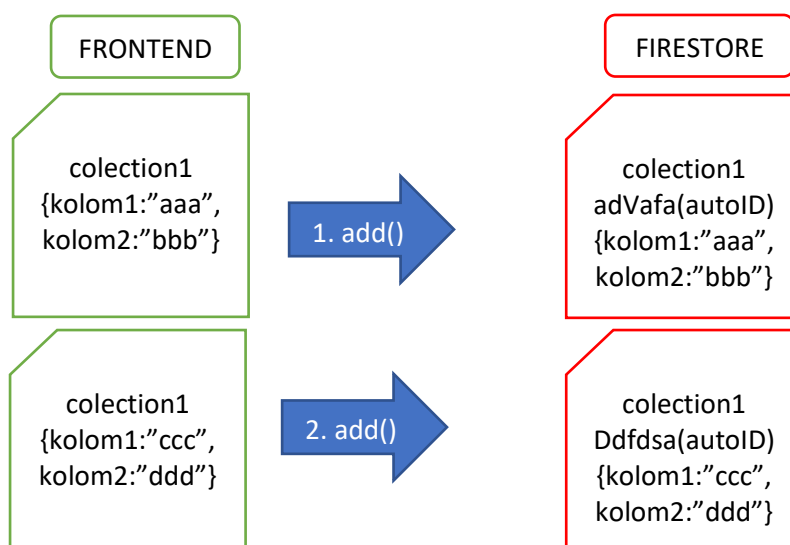 FRONTEND
FIRESTORE
colection1
{kolom1:”aaa”,
kolom2:”bbb”}
1. add()
colection1
adVafa(autoID)
{kolom1:”aaa”,
kolom2:”bbb”}
colection1
{kolom1:”ccc”,
kolom2:”ddd”}
2. add()
colection1
Ddfdsa(autoID)
{kolom1:”ccc”,
kolom2:”ddd”}